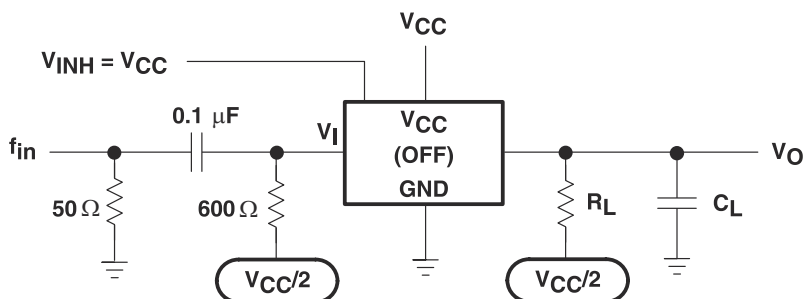 VCC
VINH = VCC
0.1 μF
fin
VI
VCC
(OFF)
GND
VO
50 Ω
600 Ω
RL
CL
VCC/2
VCC/2